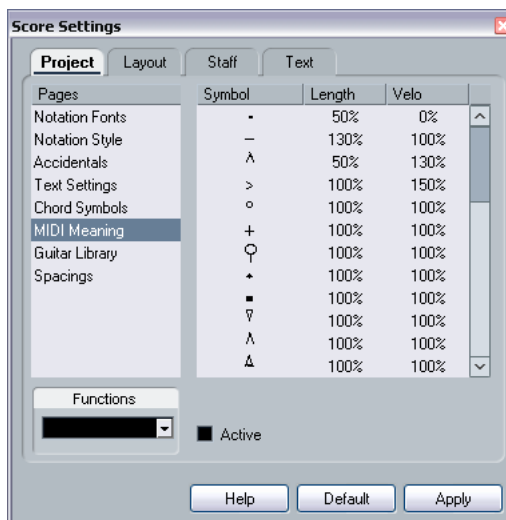 Score Settings
Project Layout Staff Text
Pages
Notation Fonts
Notation Style
Accidentals
Text Settings
Chord Symbols
MIDI Meaning
Guitar Library
Spacings
Symbol Length Velo
50% 0%
130% 100%
50% 130%
> 100% 150%
100% 100%
+ 100% 100%
100% 100%
100% 100%
100% 100%
100% 100%
100% 100%
100% 100%
Functions
Active
Help Default Apply